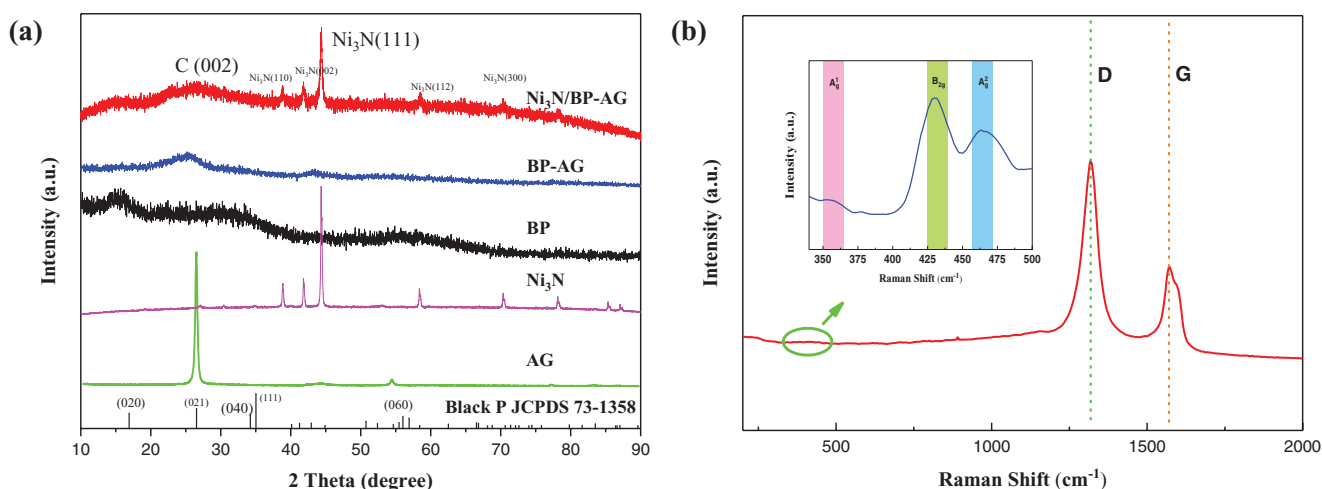 (a)
Ni₃N(111)
C (002)
Ni₃N(110)
Ni₃N(002)
Ni₃N(112)
Ni₃N(300)
Ni₃N/BP-AG
BP-AG
BP
Ni₃N
AG
(020)
(021)
(040)
(111)
(060)
Black P JCPDS 73-1358
10 20 30 40 50 60 70 80 90
2 Theta (degree)
Intensity (a.u.)
(b)
D
G
A¹g
B₂g
A²g
Intensity (a.u.)
350 375 400 425 450 475 500
Raman Shift (cm⁻¹)
Intensity (a.u.)
500 1000 1500 2000
Raman Shift (cm⁻¹)